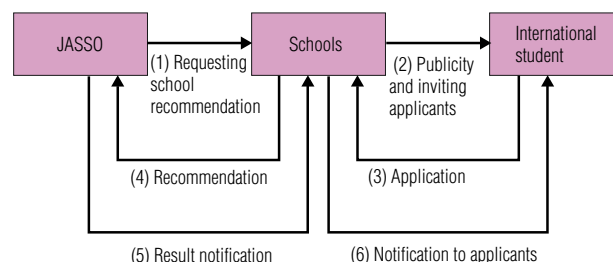 JASSO
Schools
International
student
(1) Requesting
school
recommendation
(2) Publicity
and inviting
applicants
(4) Recommendation
(3) Application
(5) Result notification
(6) Notification to applicants